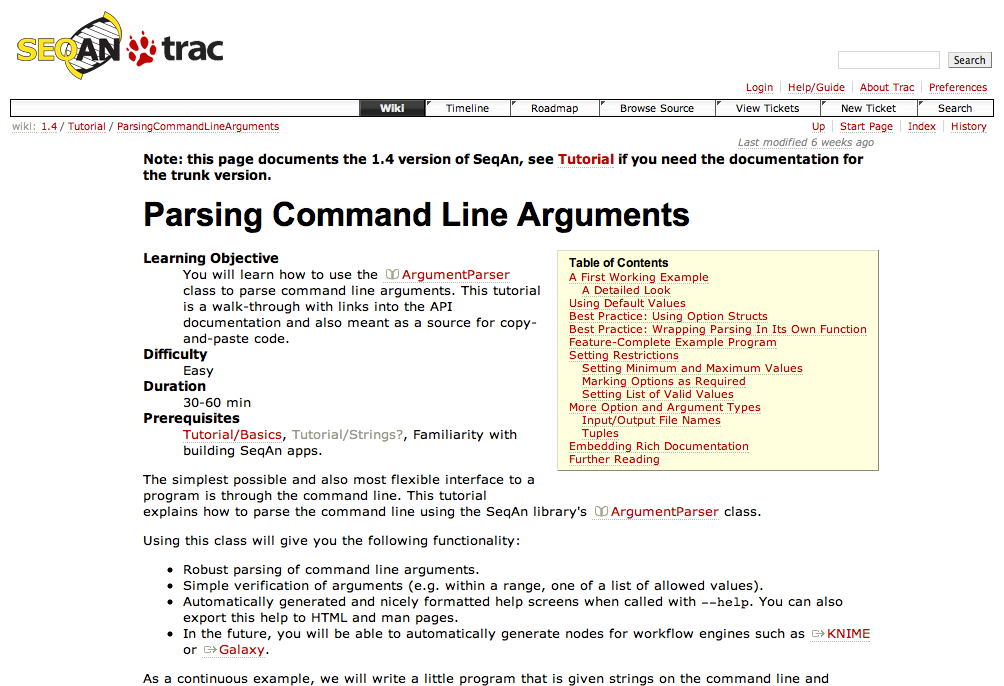 SEQAN trac
Search
Login Help/Guide About Trac Preferences
Wiki Timeline Roadmap Browse Source View Tickets New Ticket Search
wiki: 1.4 / Tutorial / ParsingCommandLineArguments
Up Start Page Index History
Last modified 6 weeks ago
Note: this page documents the 1.4 version of SeqAn, see Tutorial if you need the documentation for
the trunk version.
Parsing Command Line Arguments
Learning Objective
You will learn how to use the ArgumentParser
class to parse command line arguments. This tutorial
is a walk-through with links into the API
documentation and also meant as a source for copy-
and-paste code.
Difficulty
Easy
Duration
30-60 min
Prerequisites
Tutorial/Basics, Tutorial/Strings?, Familiarity with
building SeqAn apps.
Table of Contents
A First Working Example
A Detailed Look
Using Default Values
Best Practice: Using Option Structs
Best Practice: Wrapping Parsing In Its Own Function
Feature-Complete Example Program
Setting Restrictions
Setting Minimum and Maximum Values
Marking Options as Required
Setting List of Valid Values
More Option and Argument Types
Input/Output File Names
Tuples
Embedding Rich Documentation
Further Reading
The simplest possible and also most flexible interface to a
program is through the command line. This tutorial
explains how to parse the command line using the SeqAn library's ArgumentParser class.
Using this class will give you the following functionality:
• Robust parsing of command line arguments.
• Simple verification of arguments (e.g. within a range, one of a list of allowed values).
• Automatically generated and nicely formatted help screens when called with --help. You can also
export this help to HTML and man pages.
• In the future, you will be able to automatically generate nodes for workflow engines such as KNIME
or Galaxy.
As a continuous example, we will write a little program that is given strings on the command line and